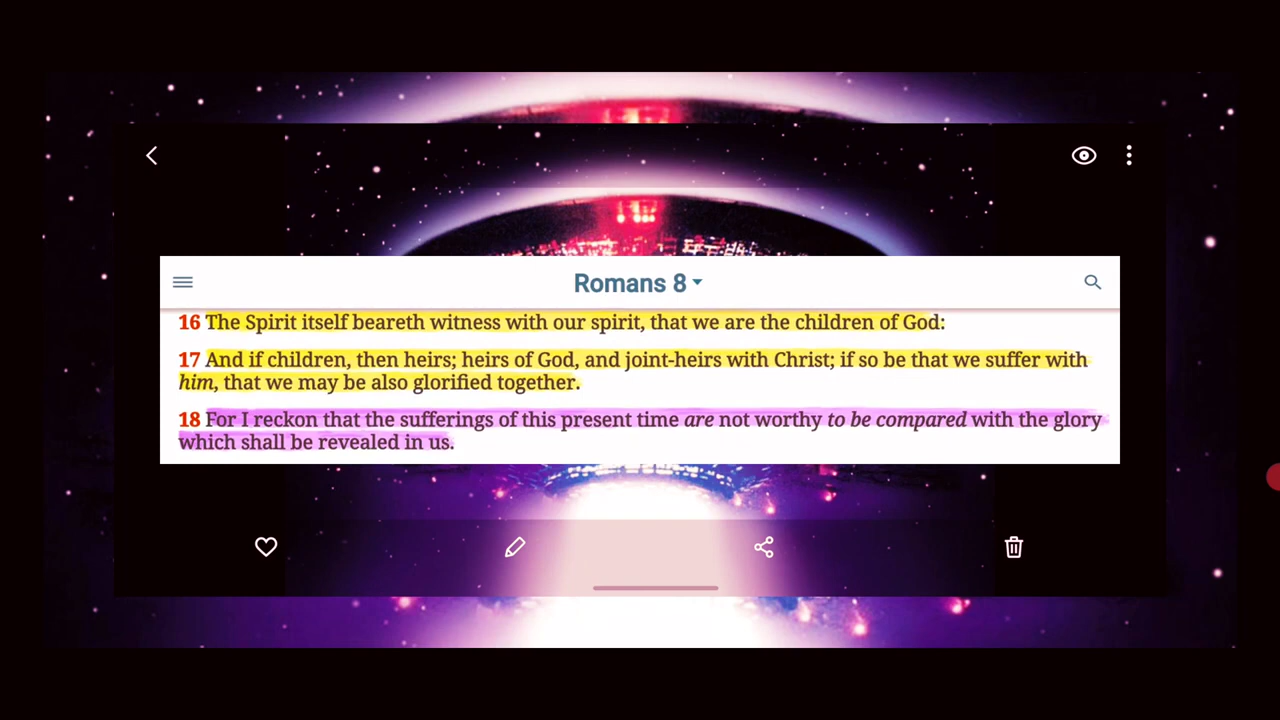 Romans 8
16 The Spirit itself beareth witness with our spirit, that we are the children of God:
17 And if children, then heirs; heirs of God, and joint-heirs with Christ; if so be that we suffer with
him, that we may be also glorified together.
18 For I reckon that the sufferings of this present time are not worthy to be compared with the glory
which shall be revealed in us.